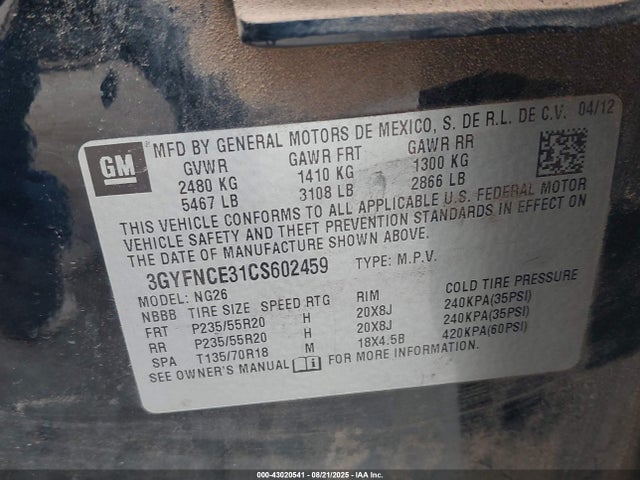 GM
MFD BY GENERAL MOTORS DE MEXICO, S. DE R.L. DE C.V. 04/12
GVWR GAWR FRT GAWR RR
2480 KG 1410 KG 1300 KG
5467 LB 3108 LB 2866 LB
THIS VEHICLE CONFORMS TO ALL APPLICABLE U.S. FEDERAL MOTOR
VEHICLE SAFETY AND THEFT PREVENTION STANDARDS IN EFFECT ON
THE DATE OF MANUFACTURE SHOWN ABOVE.
3GYFNCE31CS602459 TYPE: M.P.V.
MODEL: NG26
NBBB TIRE SIZE SPEED RTG RIM COLD TIRE PRESSURE
FRT P235/55R20 H 20X8J 240KPA(35PSI)
RR P235/55R20 H 20X8J 240KPA(35PSI)
SPA T135/70R18 M 18X4.5B 420KPA(60PSI)
SEE OWNER'S MANUAL FOR MORE INFORMATION.
000-43020541 - 08/21/2025 - IAA Inc.